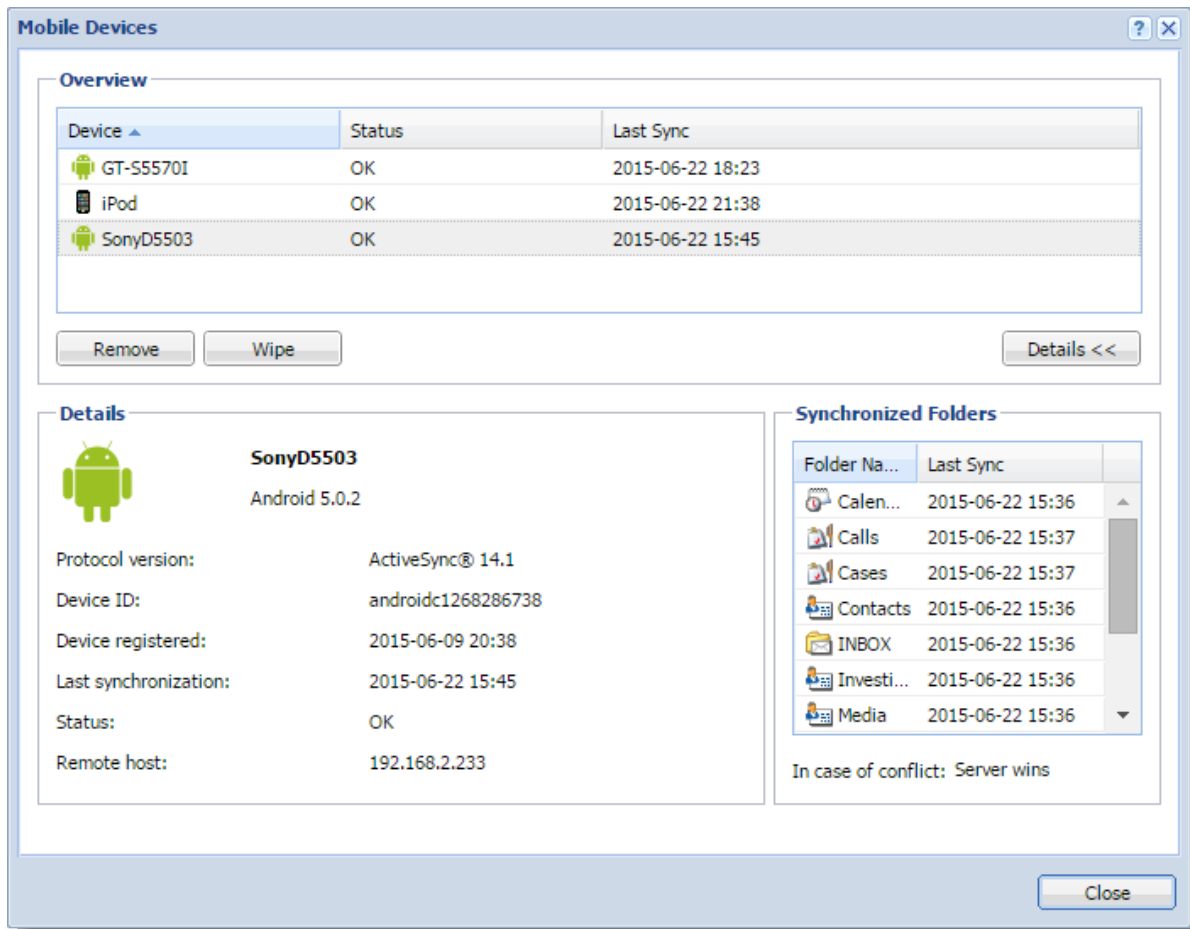 Mobile Devices
Overview
Device Status Last Sync
GT-S5570I OK 2015-06-22 18:23
iPod OK 2015-06-22 21:38
SonyD5503 OK 2015-06-22 15:45
Remove Wipe Details <<
Details
SonyD5503
Android 5.0.2
Protocol version: ActiveSync® 14.1
Device ID: androidc1268286738
Device registered: 2015-06-09 20:38
Last synchronization: 2015-06-22 15:45
Status: OK
Remote host: 192.168.2.233
Synchronized Folders
Folder Na... Last Sync
Calen... 2015-06-22 15:36
Calls 2015-06-22 15:37
Cases 2015-06-22 15:37
Contacts 2015-06-22 15:36
INBOX 2015-06-22 15:36
Investi... 2015-06-22 15:36
Media 2015-06-22 15:36
In case of conflict: Server wins
Close